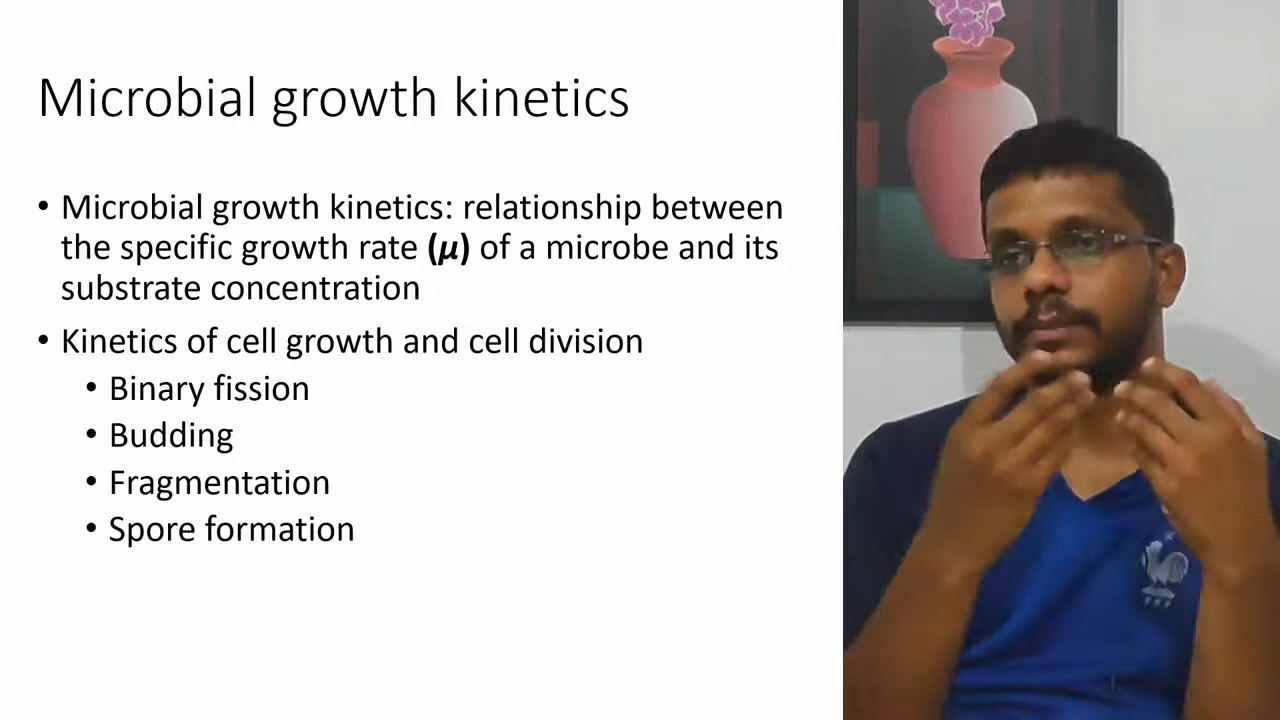 Microbial growth kinetics
• Microbial growth kinetics: relationship between
the specific growth rate (μ) of a microbe and its
substrate concentration
• Kinetics of cell growth and cell division
• Binary fission
• Budding
• Fragmentation
• Spore formation